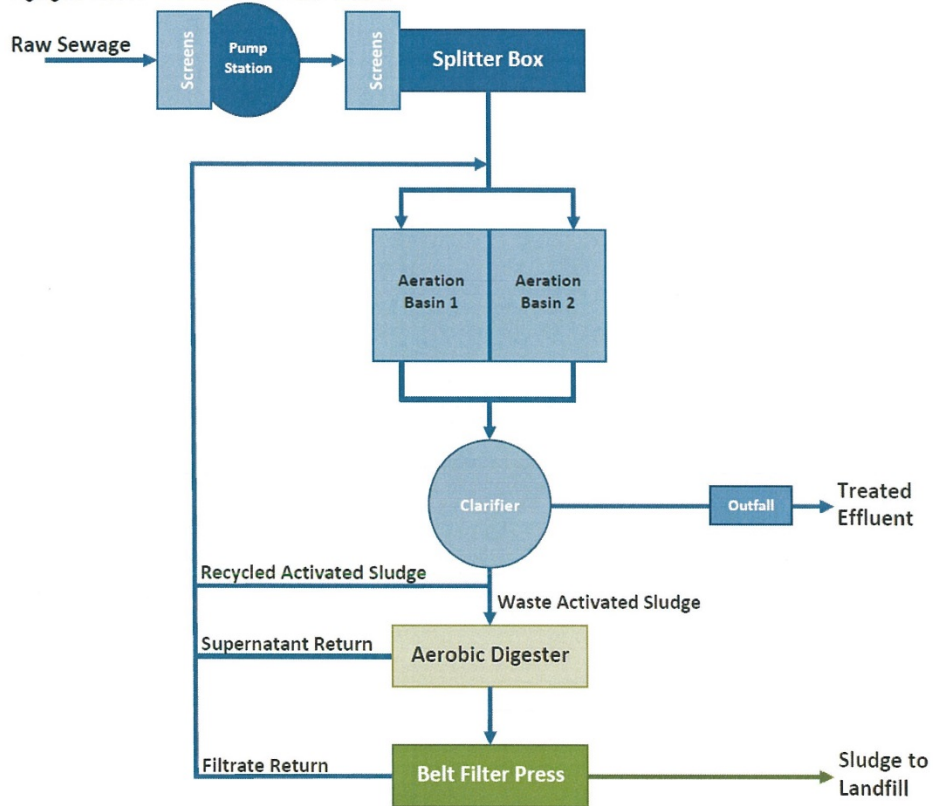 Raw Sewage
Screens
Pump
Station
Screens
Splitter Box
Aeration
Basin 1
Aeration
Basin 2
Clarifier
Outfall
Treated
Effluent
Recycled Activated Sludge
Waste Activated Sludge
Supernatant Return
Aerobic Digester
Filtrate Return
Belt Filter Press
Sludge to
Landfill